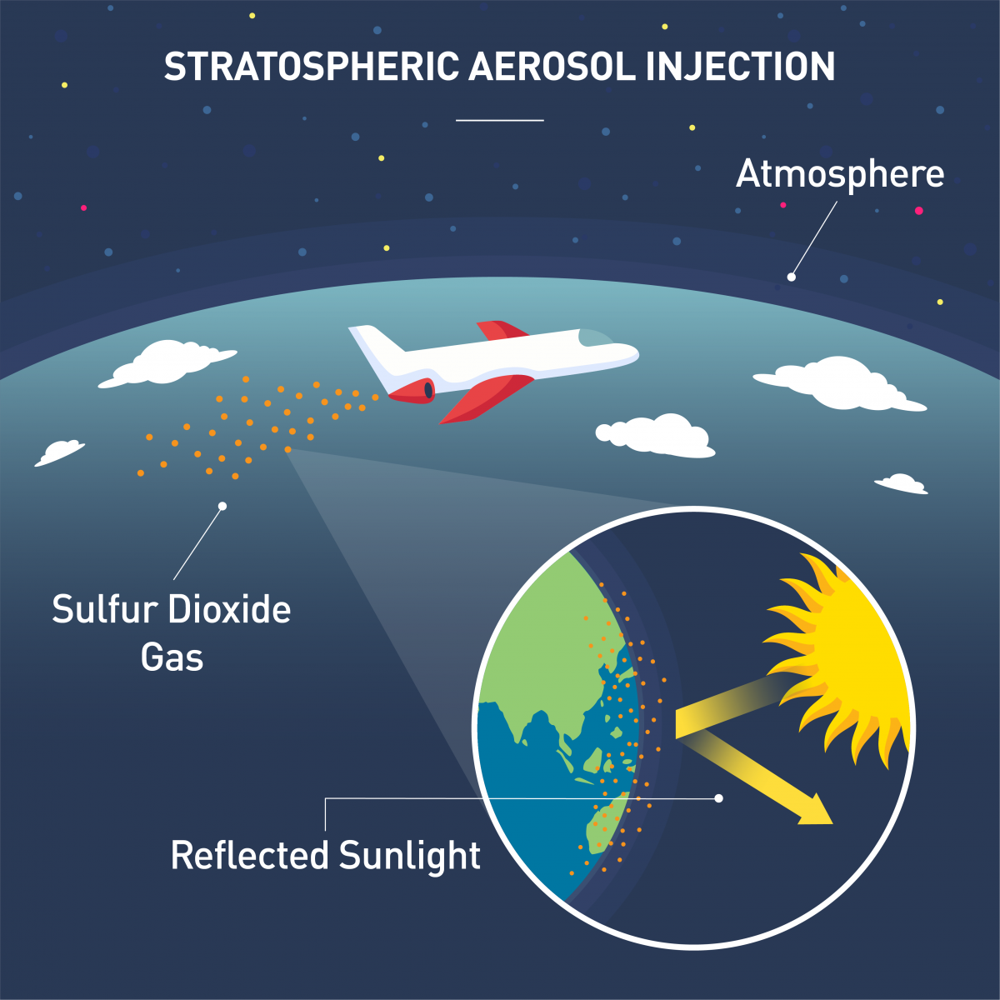 STRATOSPHERIC AEROSOL INJECTION
Atmosphere
Sulfur Dioxide
Gas
Reflected Sunlight